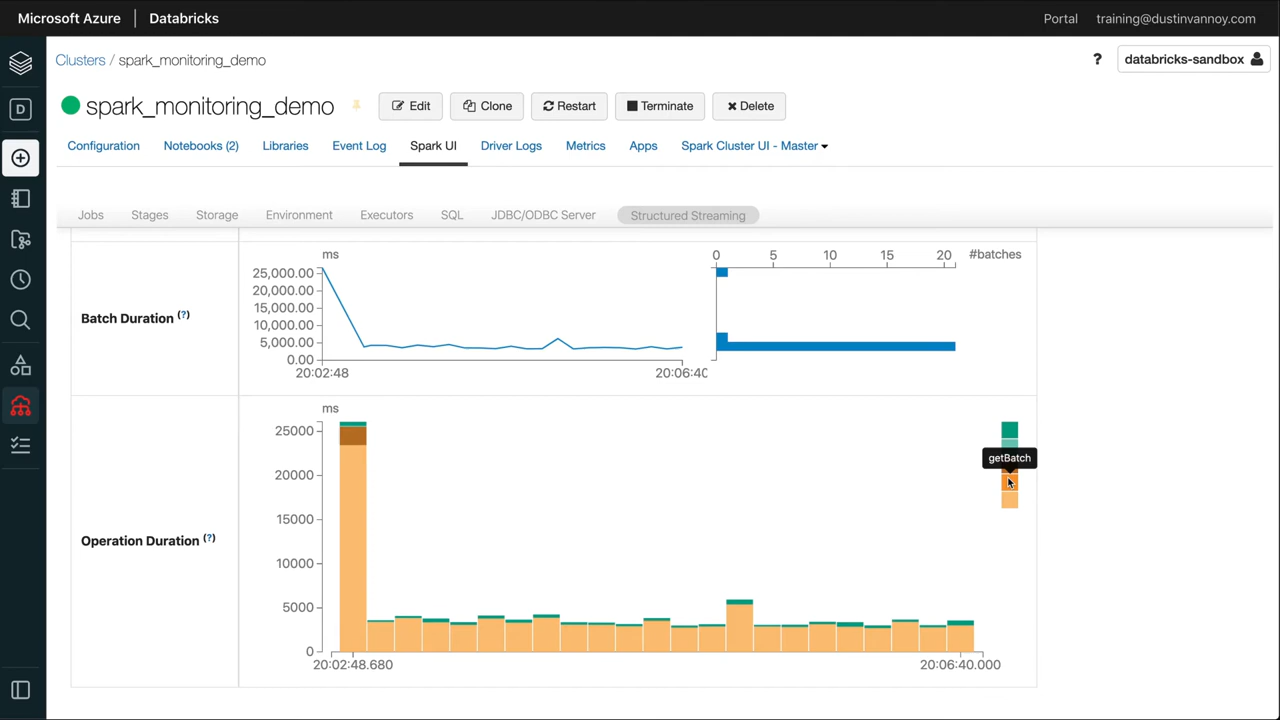 Microsoft Azure Databricks Portal training@dustinvannoy.com
Clusters / spark_monitoring_demo ? databricks-sandbox
D
spark_monitoring_demo Edit Clone Restart Terminate Delete
Configuration Notebooks (2) Libraries Event Log Spark UI Driver Logs Metrics Apps Spark Cluster UI - Master
Jobs Stages Storage Environment Executors SQL JDBC/ODBC Server Structured Streaming
ms 0 5 10 15 20 #batches
25,000.00
20,000.00
15,000.00
Batch Duration (?)
10,000.00
5,000.00
0.00
20:02:48 20:06:40
ms
25000
getBatch
20000
15000
Operation Duration (?)
10000
5000
0
20:02:48.680 20:06:40.000